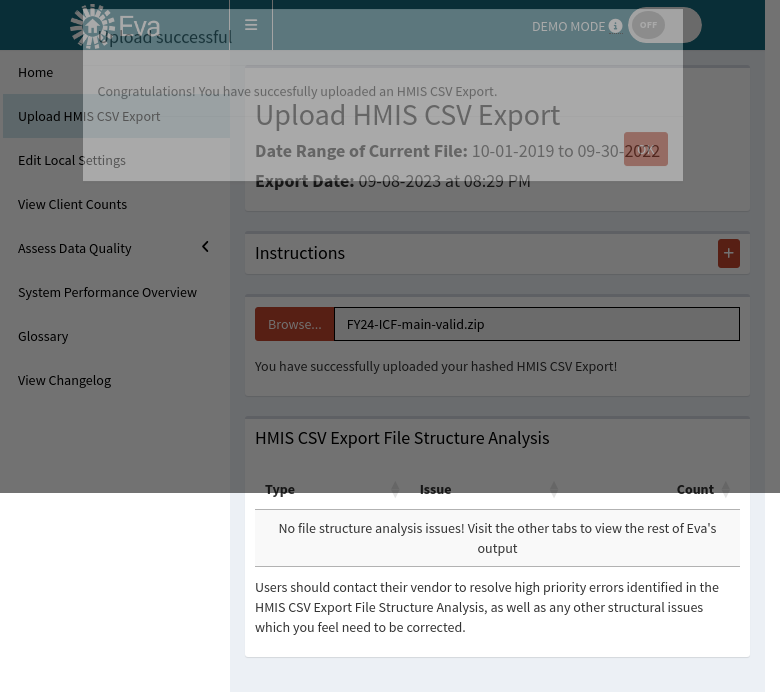 Eva
DEMO MODE i OFF
Upload successful
Congratulations! You have succesfully uploaded an HMIS CSV Export.
OK
Home
Upload HMIS CSV Export
Edit Local Settings
View Client Counts
Assess Data Quality
System Performance Overview
Glossary
View Changelog
Upload HMIS CSV Export
Date Range of Current File: 10-01-2019 to 09-30-2022
Export Date: 09-08-2023 at 08:29 PM
Instructions +
Browse... FY24-ICF-main-valid.zip
You have successfully uploaded your hashed HMIS CSV Export!
HMIS CSV Export File Structure Analysis
Type Issue Count
No file structure analysis issues! Visit the other tabs to view the rest of Eva's
output
Users should contact their vendor to resolve high priority errors identified in the
HMIS CSV Export File Structure Analysis, as well as any other structural issues
which you feel need to be corrected.